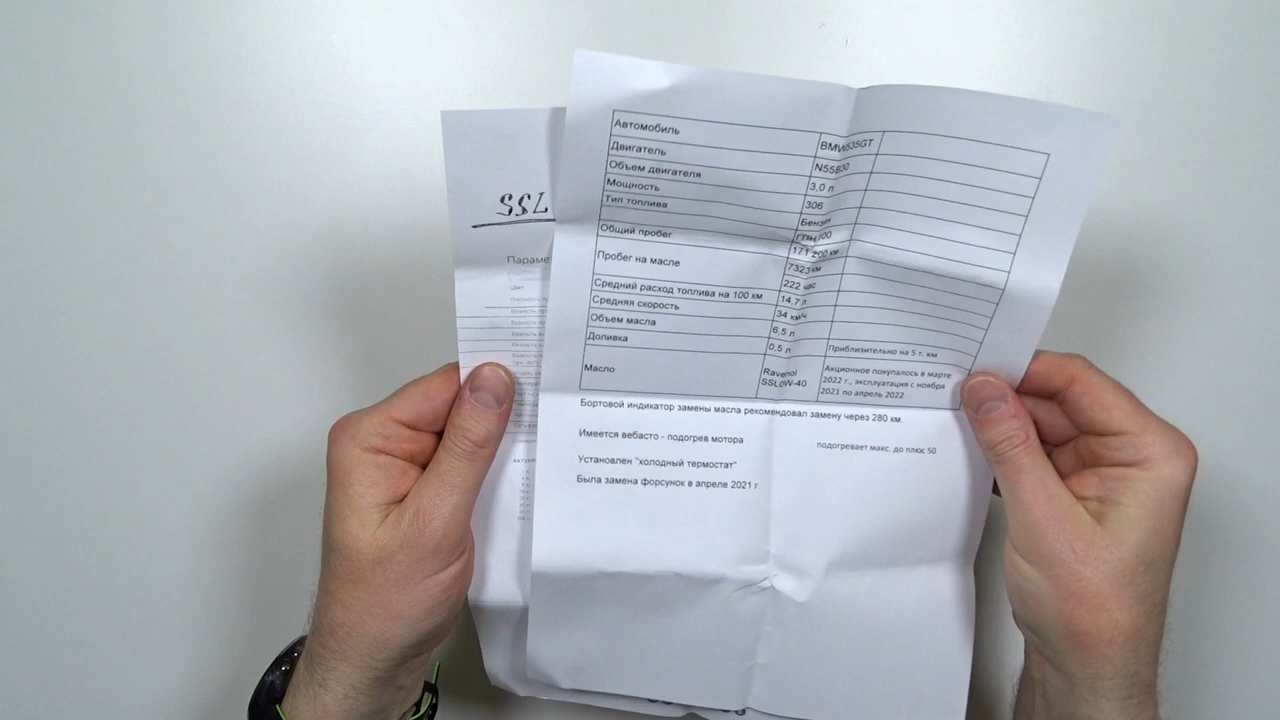 SSL
Параме
Цвет
Автомобиль BMW535GT
Двигатель N55B30
Объем двигателя 3,0 л
Мощность 306
Тип топлива Бензин
Общий пробег 171 200 км
Пробег на масле 7323 км
222 час
Средний расход топлива на 100 км 14,7 л
Средняя скорость 34 км/ч
Объем масла 6,5 л
Доливка 0,5 л Приблизительно на 5 т. км
Масло Ravenol SSL0W-40 Акционное покупалось в марте
2022 г., эксплуатация с ноября
2021 по апрель 2022
Бортовой индикатор замены масла рекомендовал замену через 280 км.
Имеется вебасто - подогрев мотора подогревает макс. до плюс 50
Установлен "холодный термостат"
Была замена форсунок в апреле 2021 г.